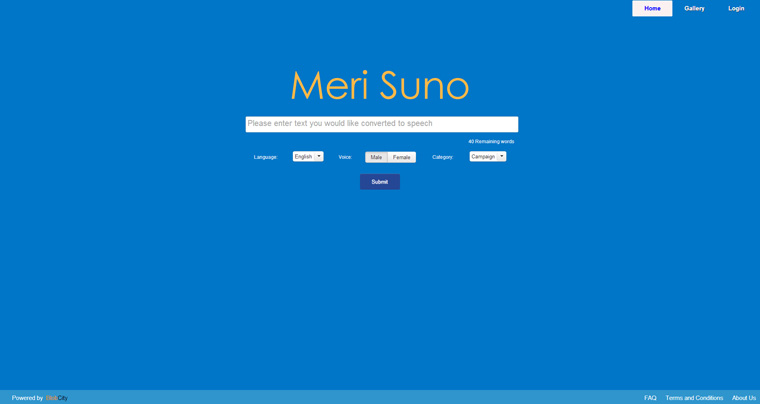 Home Gallery Login
Meri Suno
Please enter text you would like converted to speech
40 Remaining words
Language: English Voice: Male Female Category: Campaign
Submit
Powered by City FAQ Terms and Conditions About Us